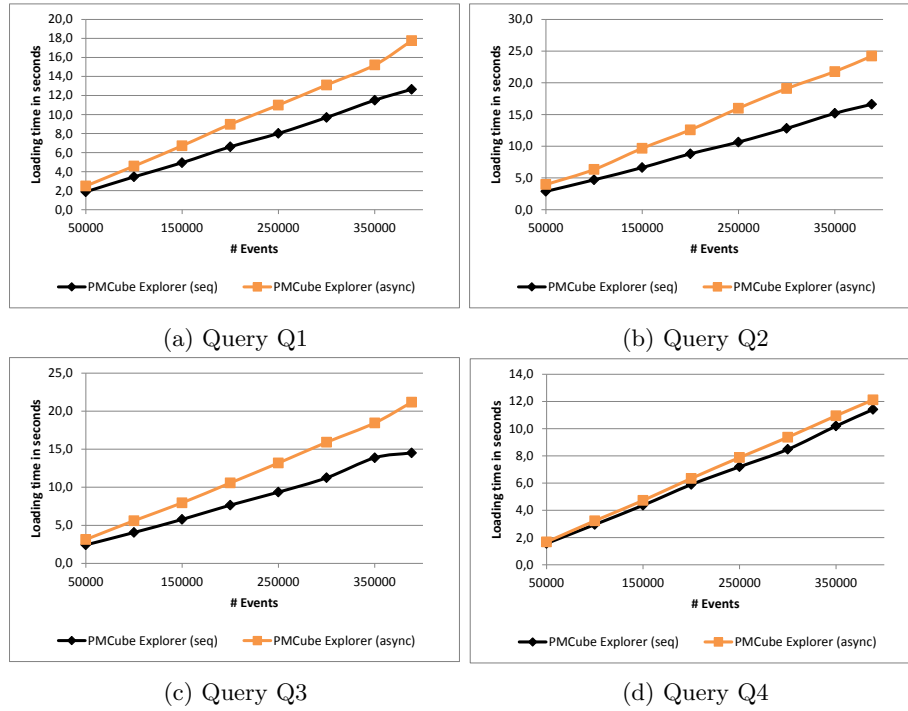 20,0
18,0
16,0
14,0
12,0
10,0
8,0
6,0
4,0
2,0
0,0
Loading time in seconds
50000 150000 250000 350000
# Events
PMCube Explorer (seq) PMCube Explorer (async)
(a) Query Q1
30,0
25,0
20,0
15,0
10,0
5,0
0,0
Loading time in seconds
50000 150000 250000 350000
# Events
PMCube Explorer (seq) PMCube Explorer (async)
(b) Query Q2
25,0
20,0
15,0
10,0
5,0
0,0
Loading time in seconds
50000 150000 250000 350000
# Events
PMCube Explorer (seq) PMCube Explorer (async)
(c) Query Q3
14,0
12,0
10,0
8,0
6,0
4,0
2,0
0,0
Loading time in seconds
50000 150000 250000 350000
# Events
PMCube Explorer (seq) PMCube Explorer (async)
(d) Query Q4